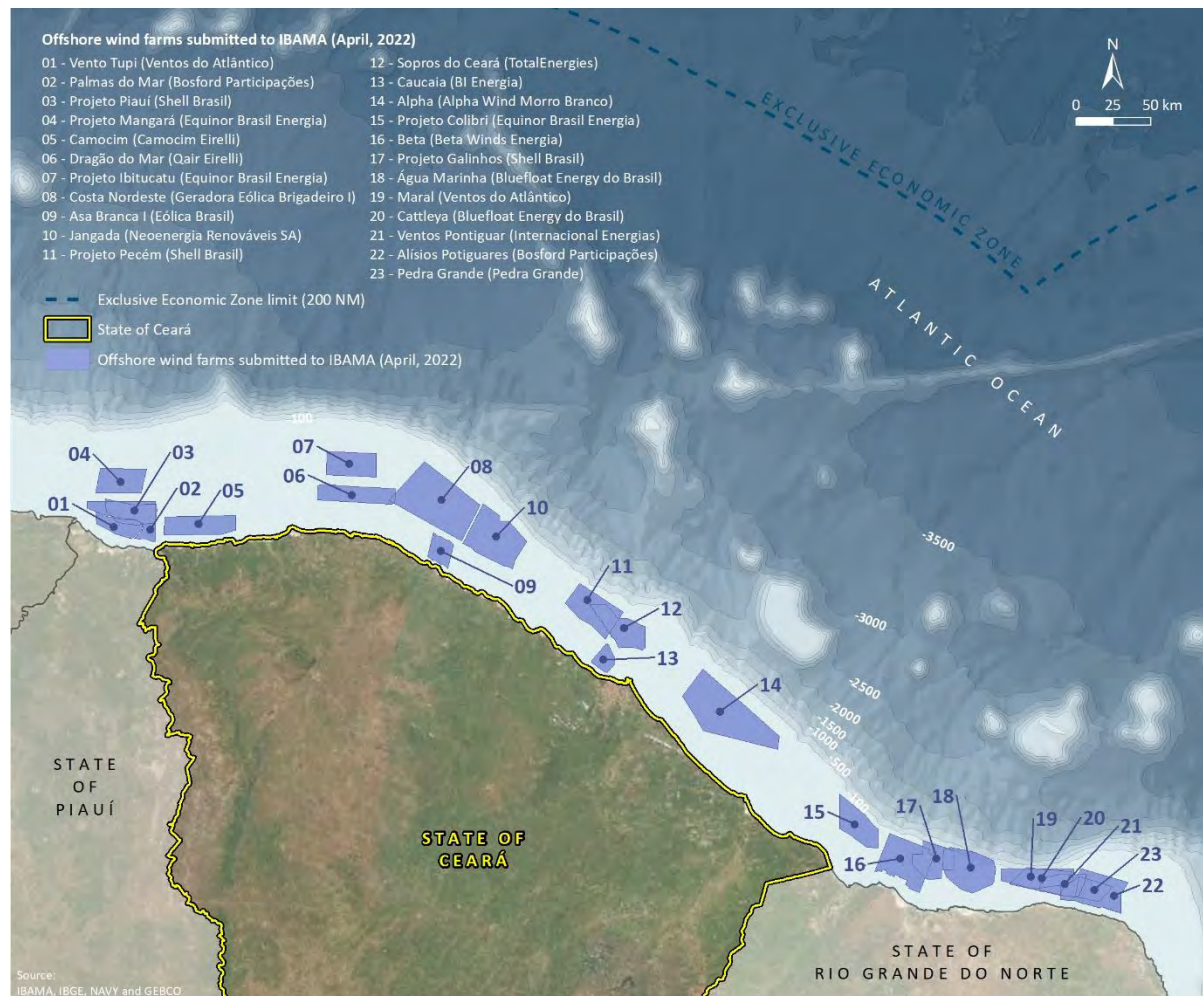 Offshore wind farms submitted to IBAMA (April, 2022)
01 - Vento Tupi (Ventos do Atlântico)
02 - Palmas do Mar (Bosford Participações)
03 - Projeto Piauí (Shell Brasil)
04 - Projeto Mangará (Equinor Brasil Energia)
05 - Camocim (Camocim Eirelli)
06 - Dragão do Mar (Qair Eirelli)
07 - Projeto Ibitucatu (Equinor Brasil Energia)
08 - Costa Nordeste (Geradora Eólica Brigadeiro I)
09 - Asa Branca I (Eólica Brasil)
10 - Jangada (Neoenergia Renováveis SA)
11 - Projeto Pecém (Shell Brasil)
12 - Sopros do Ceará (TotalEnergies)
13 - Caucaia (BI Energia)
14 - Alpha (Alpha Wind Morro Branco)
15 - Projeto Colibri (Equinor Brasil Energia)
16 - Beta (Beta Winds Energia)
17 - Projeto Galinhos (Shell Brasil)
18 - Água Marinha (Bluefloat Energy do Brasil)
19 - Maral (Ventos do Atlântico)
20 - Cattleya (Bluefloat Energy do Brasil)
21 - Ventos Pontiguar (Internacional Energias)
22 - Alísios Potiguares (Bosford Participações)
23 - Pedra Grande (Pedra Grande)
Exclusive Economic Zone limit (200 NM)
State of Ceará
Offshore wind farms submitted to IBAMA (April, 2022)
N
0 25 50 km
EXCLUSIVE ECONOMIC ZONE
ATLANTIC OCEAN
100
04
03
02
01
05
07
06
08
10
09
11
12
13
14
15
16
17
18
19
20
21
23
22
-3500
-3000
-2500
-2000
-1500
-1000
-500
-100
STATE
OF
PIAUÍ
STATE OF
CEARÁ
STATE OF
RIO GRANDE DO NORTE
Source:
IBAMA, IBGE, NAVY and GEBCO